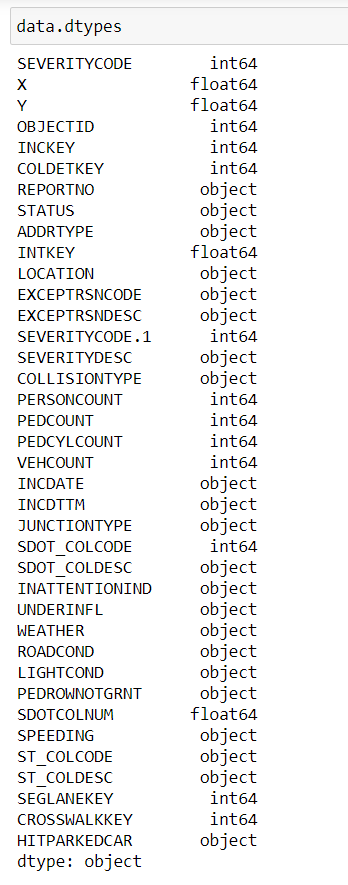 data.dtypes
SEVERITYCODE int64
X float64
Y float64
OBJECTID int64
INCKEY int64
COLDETKEY int64
REPORTNO object
STATUS object
ADDRTYPE object
INTKEY float64
LOCATION object
EXCEPTRSNCODE object
EXCEPTRSNDESC object
SEVERITYCODE.1 int64
SEVERITYDESC object
COLLISIONTYPE object
PERSONCOUNT int64
PEDCOUNT int64
PEDCYLCOUNT int64
VEHCOUNT int64
INCDATE object
INCDTTM object
JUNCTIONTYPE object
SDOT_COLCODE int64
SDOT_COLDESC object
INATTENTIONIND object
UNDERINFL object
WEATHER object
ROADCOND object
LIGHTCOND object
PEDROWNOTGRNT object
SDOTCOLNUM float64
SPEEDING object
ST_COLCODE object
ST_COLDESC object
SEGLANEKEY int64
CROSSWALKKEY int64
HITPARKEDCAR object
dtype: object